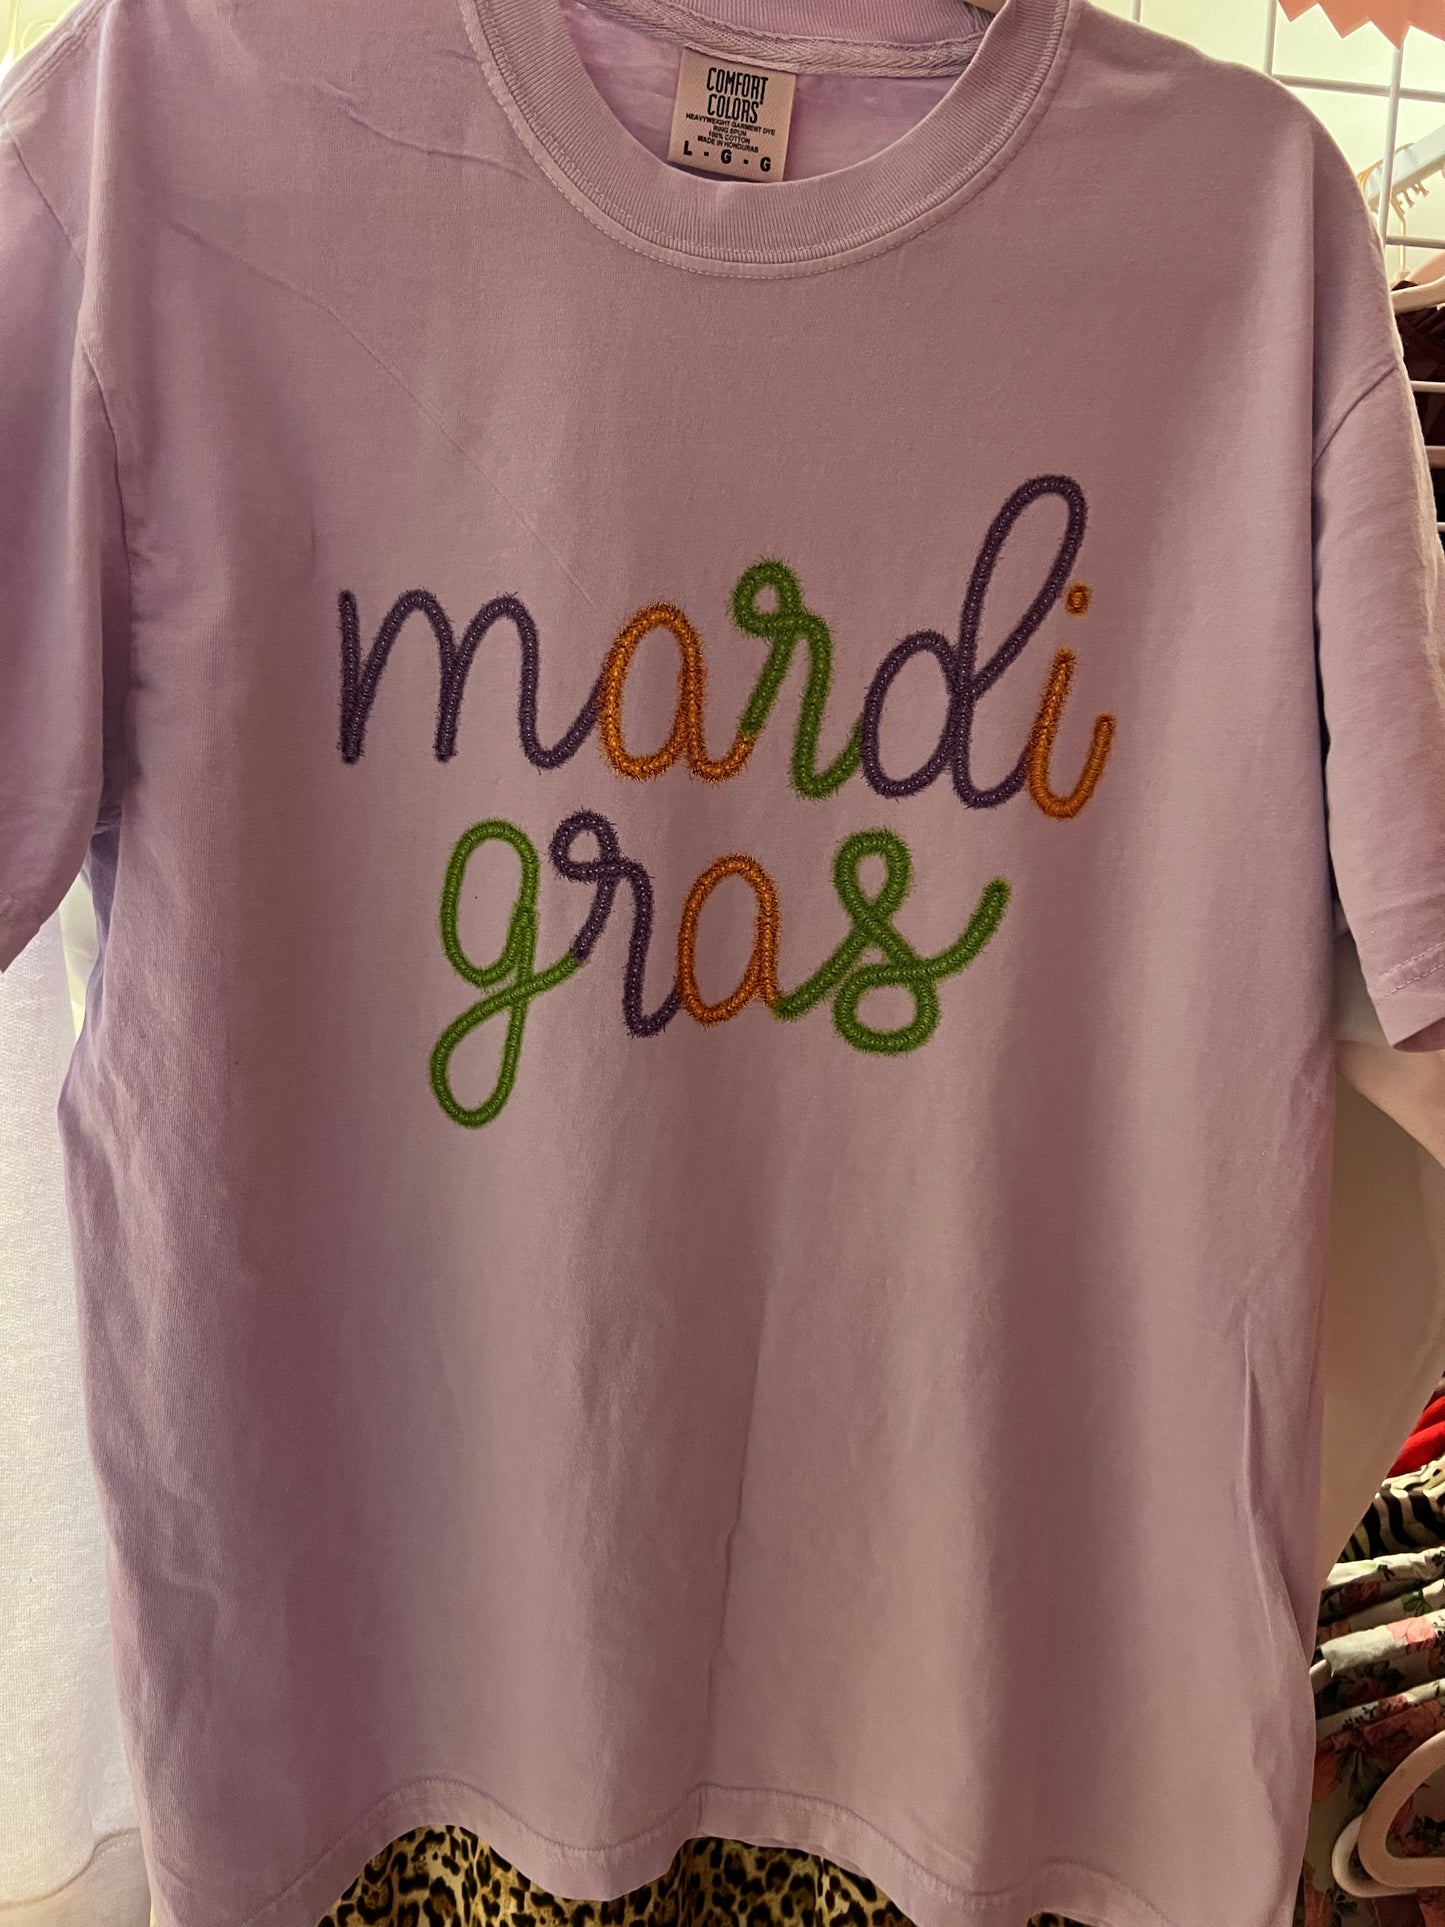 COMFORT
COLORS
HEAVYWEIGHT GARMENT DYE
RING SPUN
100% COTTON
MADE IN HONDURAS
L - G - G
mardi
gras